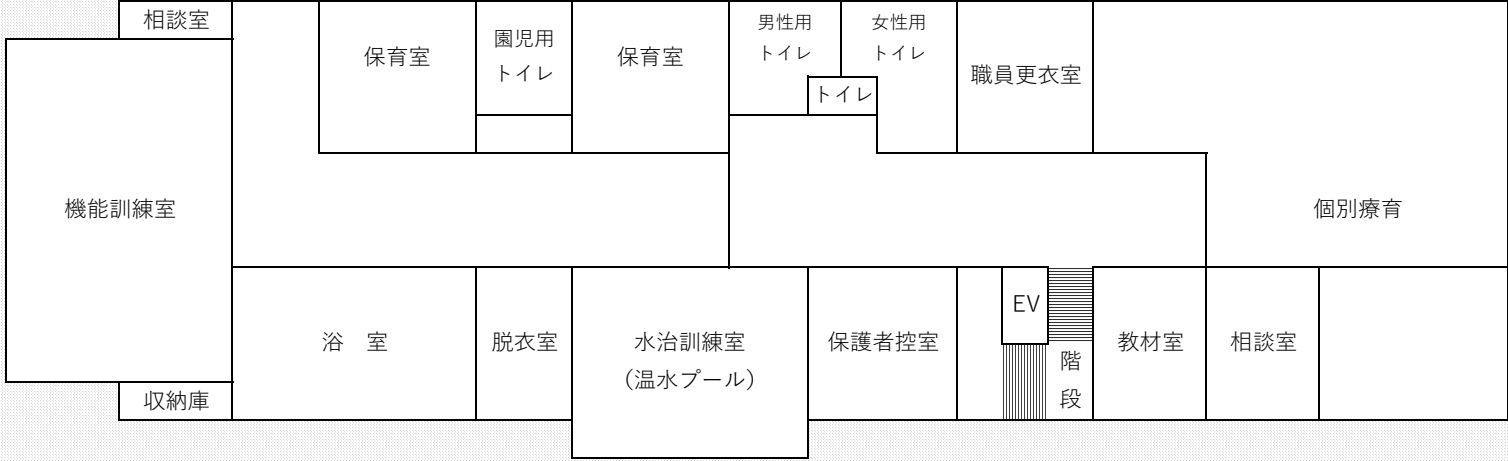 相談室
保育室
園児用
トイレ
保育室
男性用
トイレ
女性用
トイレ
トイレ
職員更衣室
機能訓練室
個別療育
浴　室
脱衣室
水治訓練室
（温水プール）
保護者控室
EV
階
段
教材室
相談室
収納庫